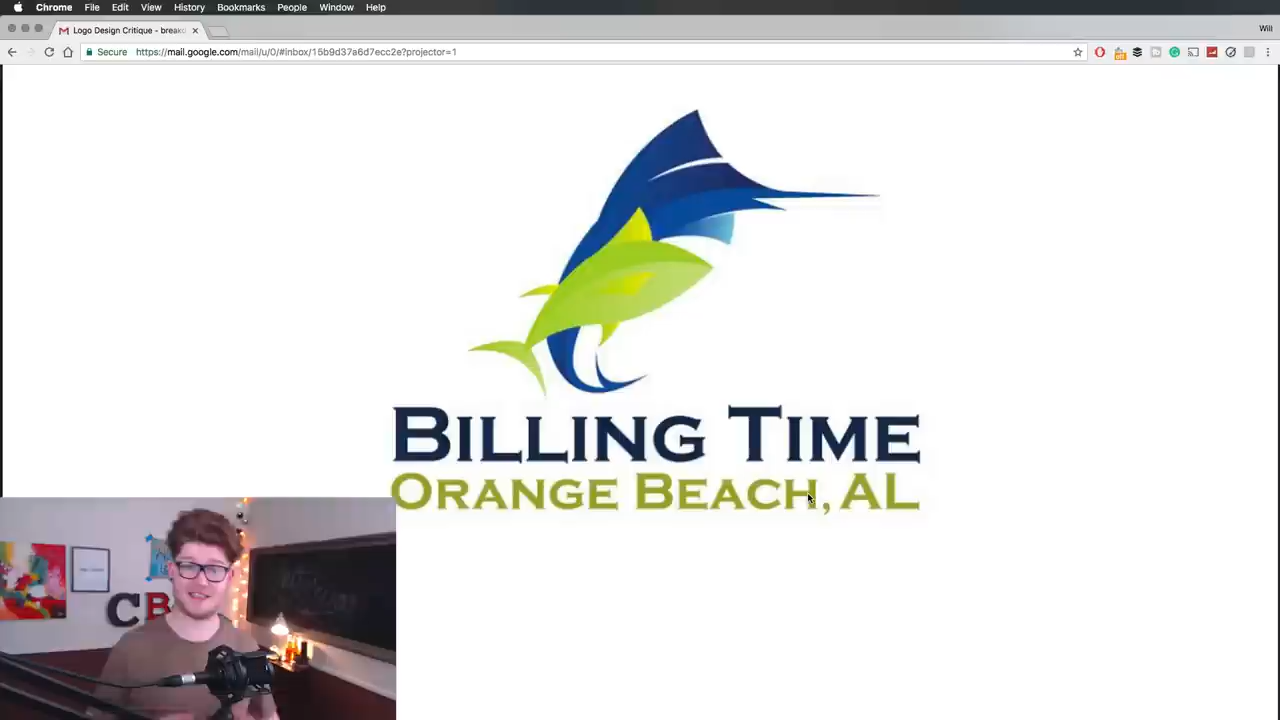 Chrome File Edit View History Bookmarks People Window Help
Logo Design Critique - break
Will
Secure https://mail.google.com/mail/u/0/#inbox/15b9d37a6d7ecc2e?projector=1
BILLING TIME
ORANGE BEACH, AL
CB